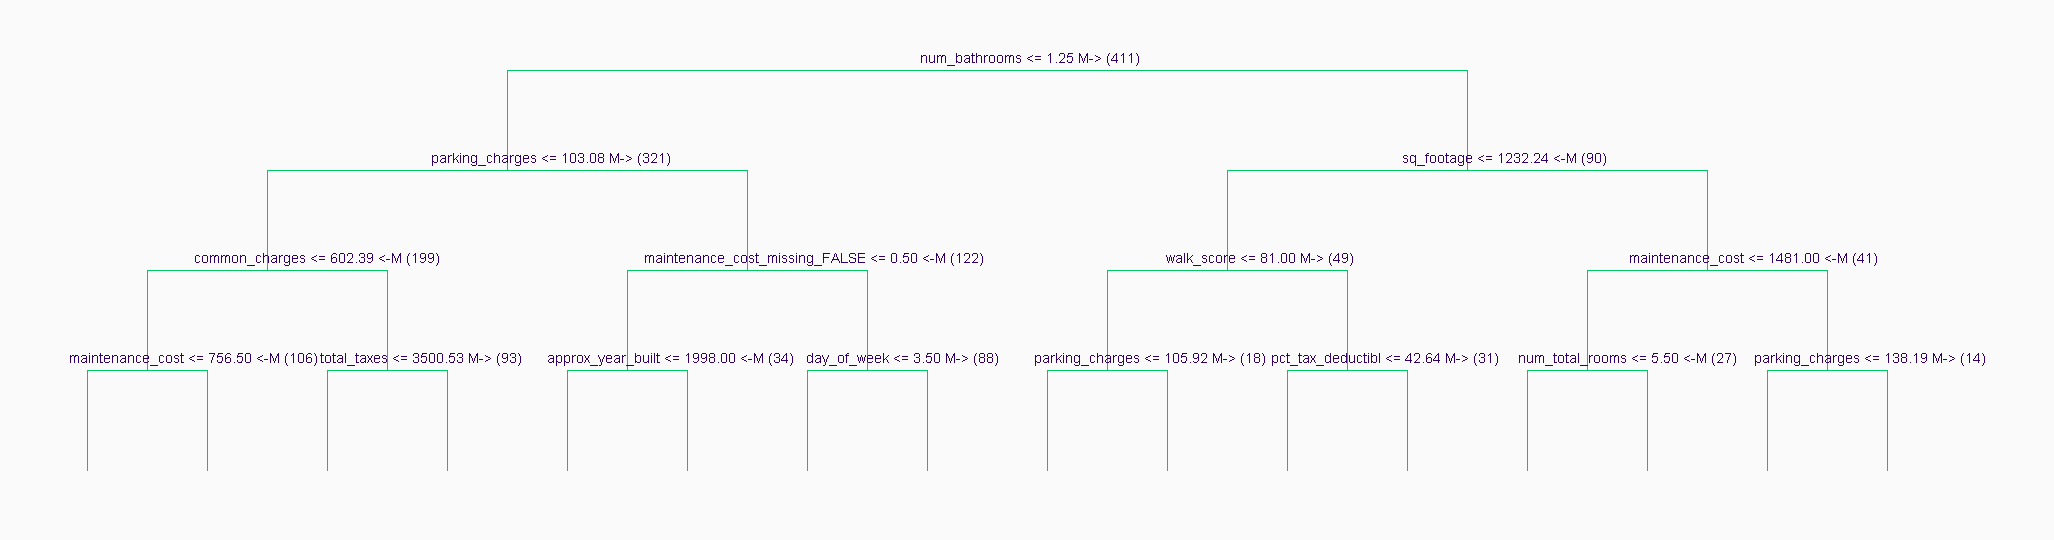 num_bathrooms <= 1.25 M-> (411)
parking_charges <= 103.08 M-> (321)
sq_footage <= 1232.24 <-M (90)
common_charges <= 602.39 <-M (199)
maintenance_cost_missing_FALSE <= 0.50 <-M (122)
walk_score <= 81.00 M-> (49)
maintenance_cost <= 1481.00 <-M (41)
maintenance_cost <= 756.50 <-M (106)
total_taxes <= 3500.53 M-> (93)
approx_year_built <= 1998.00 <-M (34)
day_of_week <= 3.50 M-> (88)
parking_charges <= 105.92 M-> (18)
pct_tax_deductibl <= 42.64 M-> (31)
num_total_rooms <= 5.50 <-M (27)
parking_charges <= 138.19 M-> (14)